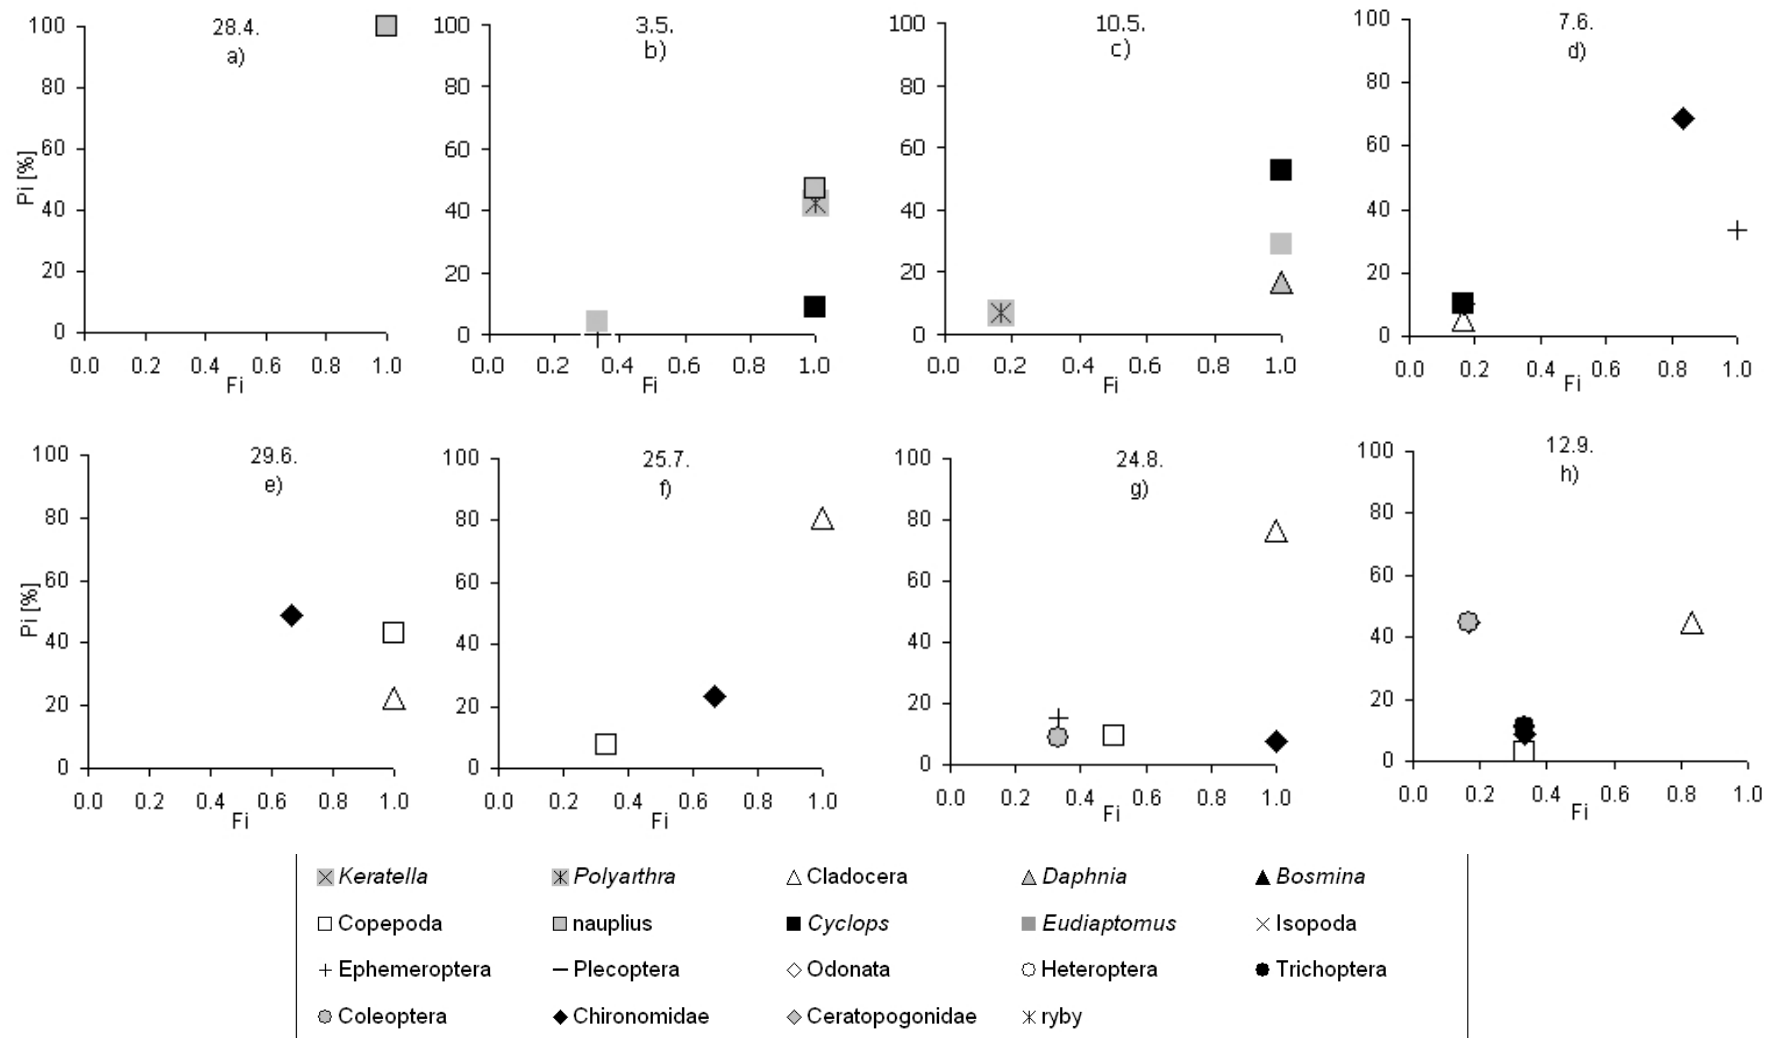 28.4.
a)
100
80
60
40
20
0
Pi [%]
0.0 0.2 0.4 0.6 0.8 1.0
Fi
3.5.
b)
100
80
60
40
20
0
0.0 0.2 0.4 0.6 0.8 1.0
Fi
10.5.
c)
100
80
60
40
20
0
0.0 0.2 0.4 0.6 0.8 1.0
Fi
7.6.
d)
100
80
60
40
20
0
0.0 0.2 0.4 0.6 0.8 1.0
Fi
29.6.
e)
100
80
60
40
20
0
Pi [%]
0.0 0.2 0.4 0.6 0.8 1.0
Fi
25.7.
f)
100
80
60
40
20
0
0.0 0.2 0.4 0.6 0.8 1.0
Fi
24.8.
g)
100
80
60
40
20
0
0.0 0.2 0.4 0.6 0.8 1.0
Fi
12.9.
h)
100
80
60
40
20
0
0.0 0.2 0.4 0.6 0.8 1.0
Fi
Keratella Polyarthra Cladocera Daphnia Bosmina
Copepoda nauplius Cyclops Eudiaptomus Isopoda
Ephemeroptera Plecoptera Odonata Heteroptera Trichoptera
Coleoptera Chironomidae Ceratopogonidae ryby